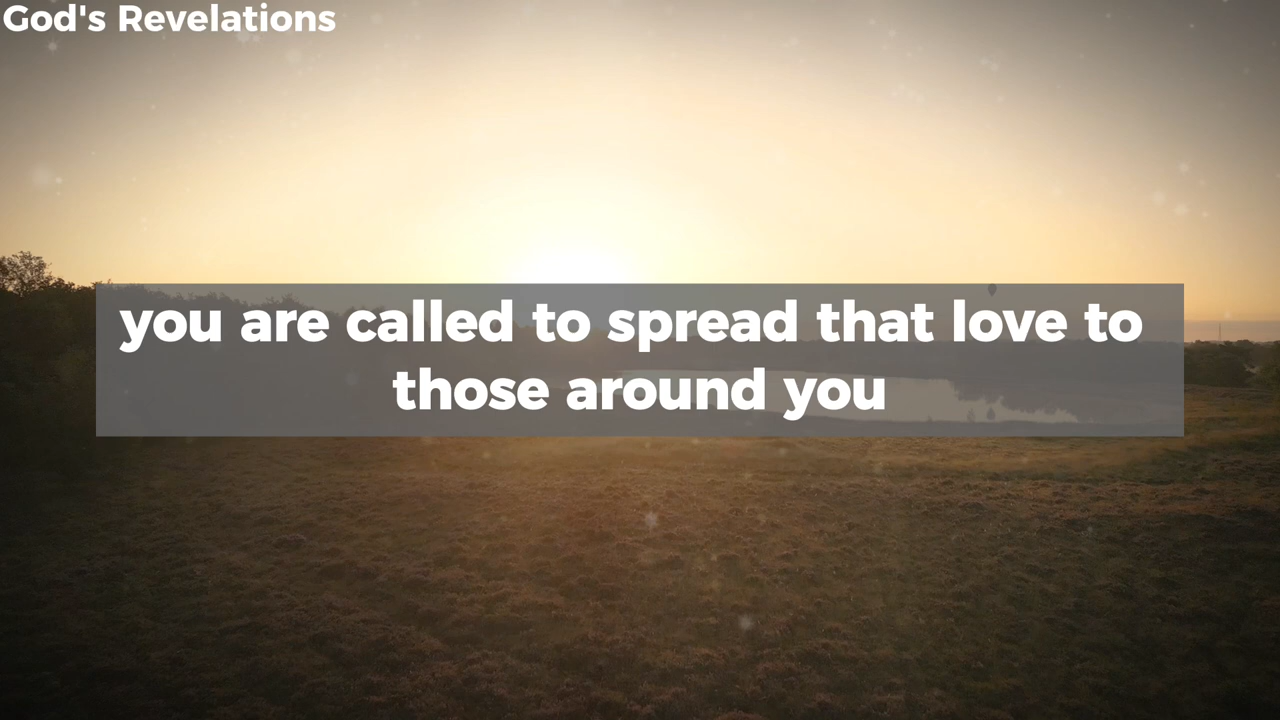 God's Revelations
you are called to spread that love to
those around you